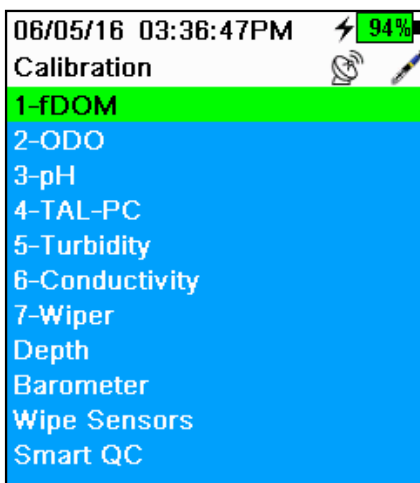 06/05/16 03:36:47PM 94%
Calibration
1-fDOM
2-ODO
3-pH
4-TAL-PC
5-Turbidity
6-Conductivity
7-Wiper
Depth
Barometer
Wipe Sensors
Smart QC